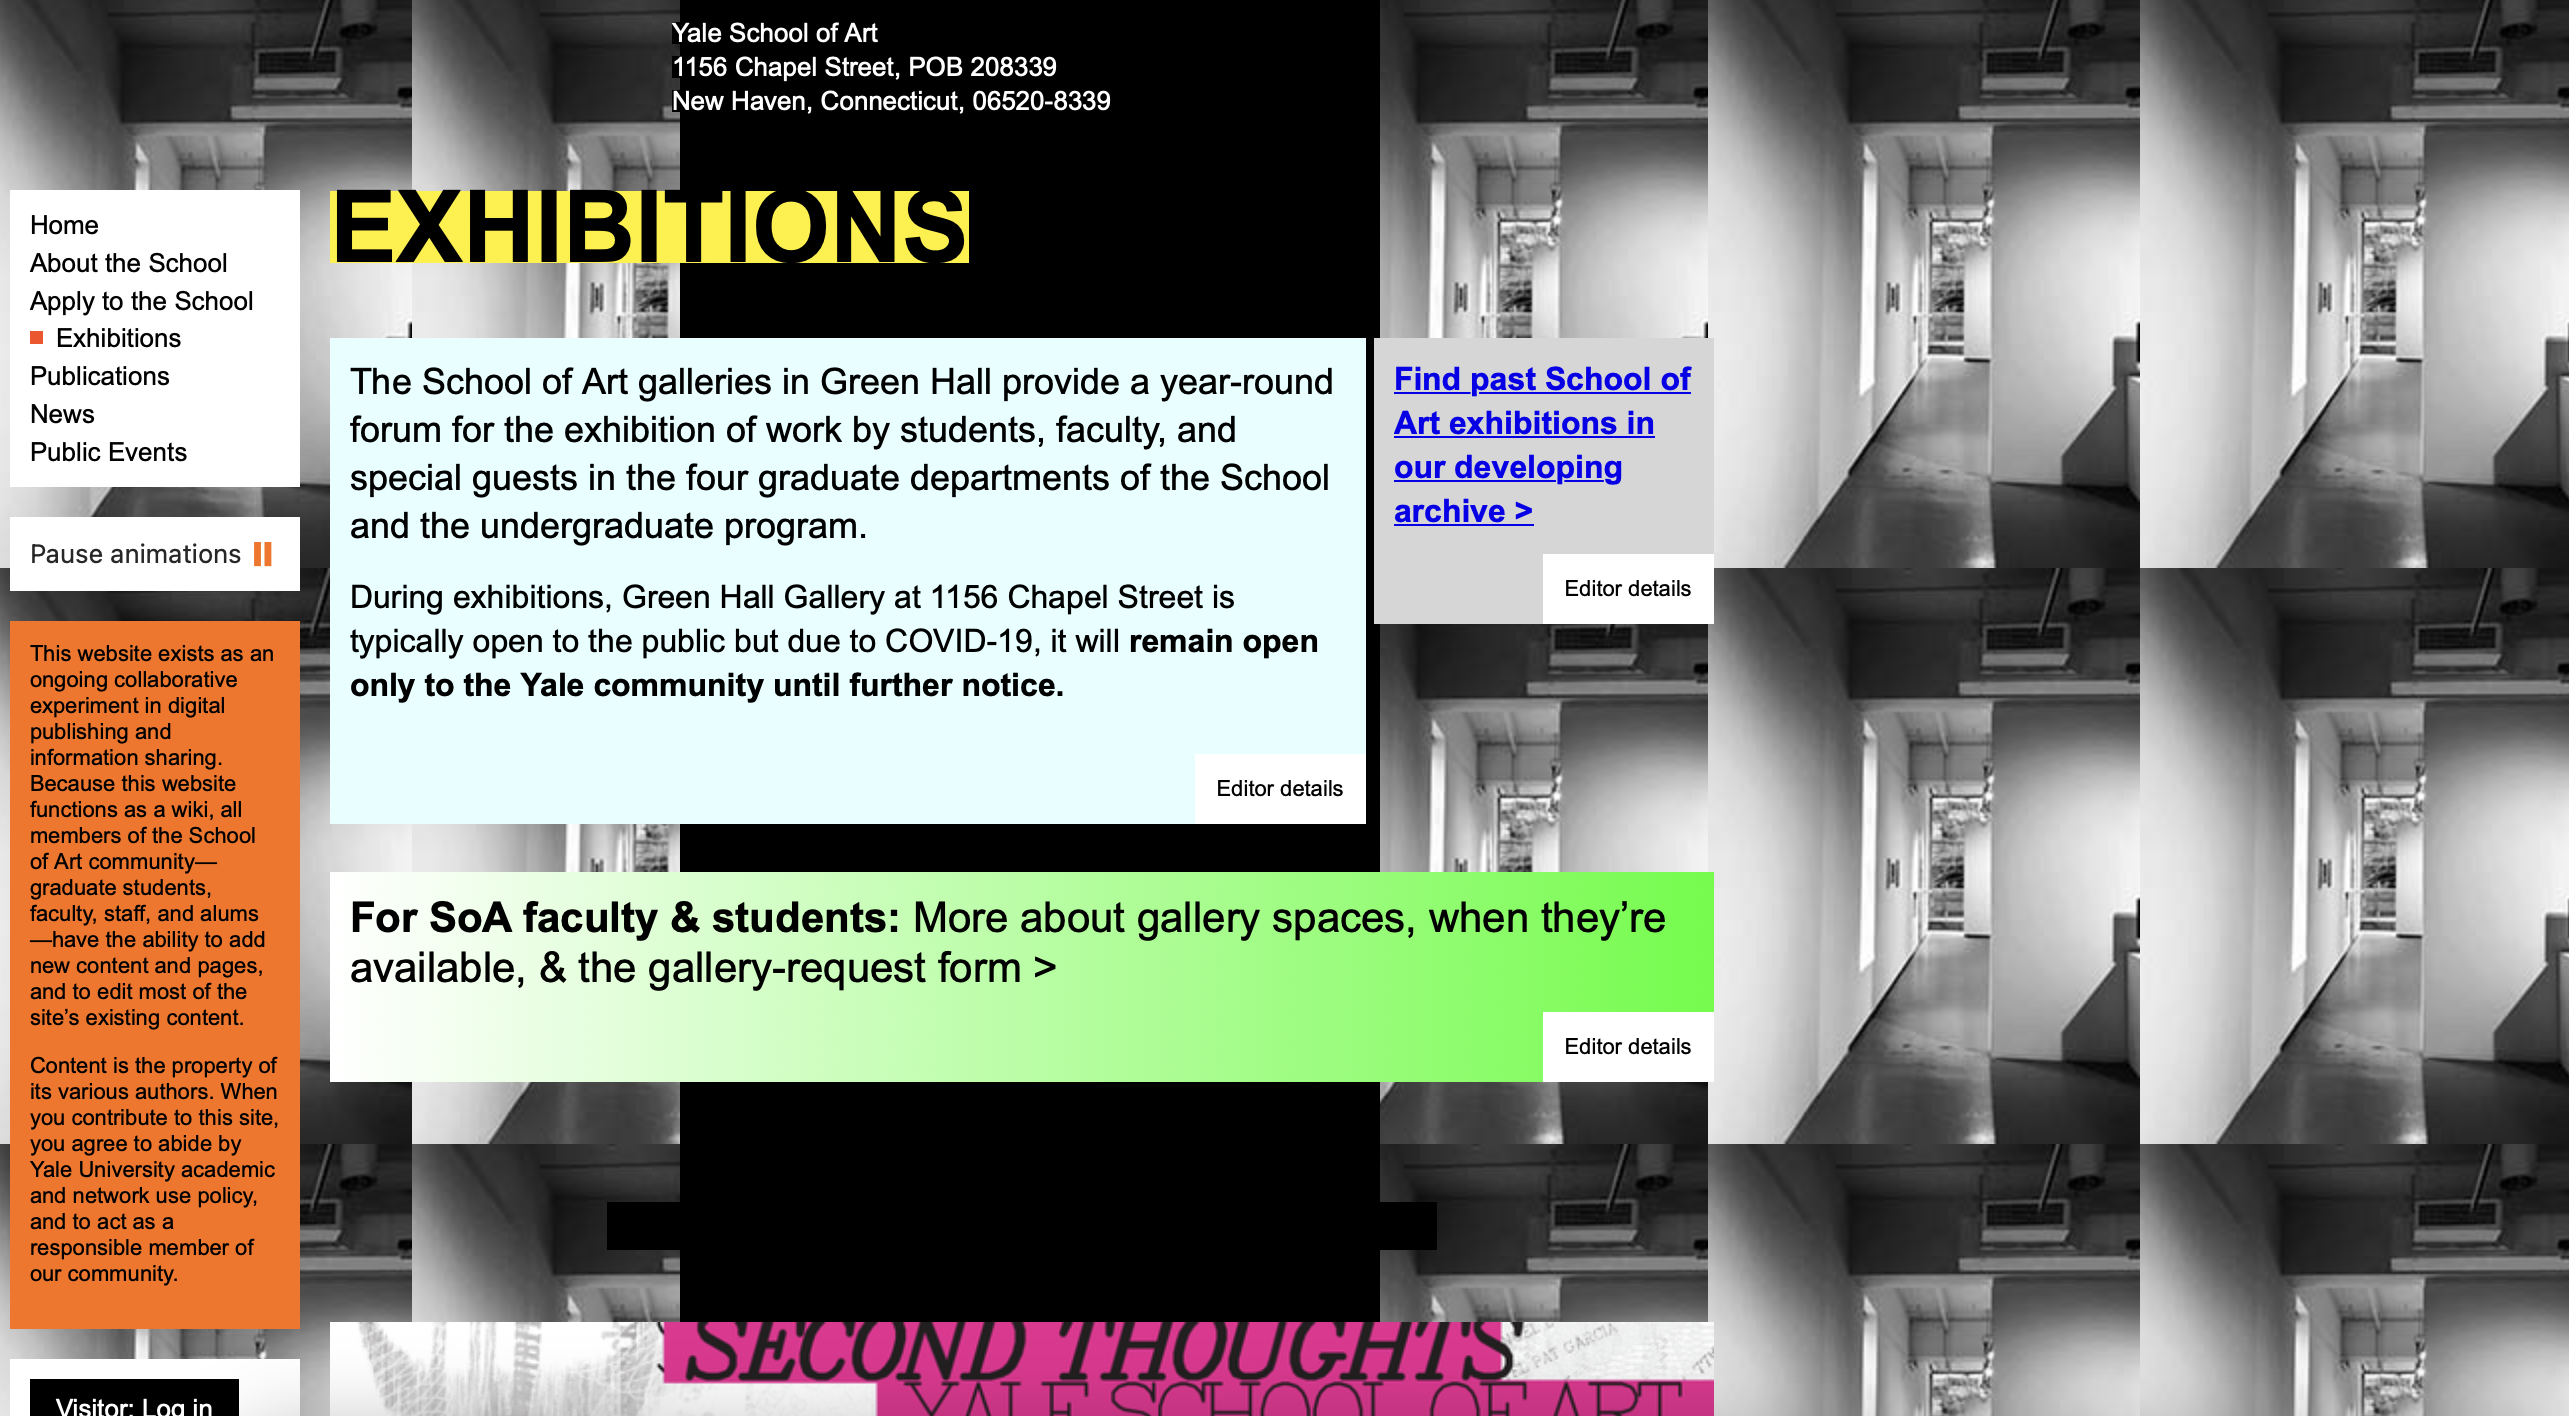 Yale School of Art
1156 Chapel Street, POB 208339
New Haven, Connecticut, 06520-8339
EXHIBITIONS
Home
About the School
Apply to the School
Exhibitions
Publications
News
Public Events
Pause animations
This website exists as an
ongoing collaborative
experiment in digital
publishing and
information sharing.
Because this website
functions as a wiki, all
members of the School
of Art community—
graduate students,
faculty, staff, and alums
—have the ability to add
new content and pages,
and to edit most of the
site’s existing content.
Content is the property of
its various authors. When
you contribute to this site,
you agree to abide by
Yale University academic
and network use policy,
and to act as a
responsible member of
our community.
Visitor: Log in
The School of Art galleries in Green Hall provide a year-round
forum for the exhibition of work by students, faculty, and
special guests in the four graduate departments of the School
and the undergraduate program.
During exhibitions, Green Hall Gallery at 1156 Chapel Street is
typically open to the public but due to COVID-19, it will remain open
only to the Yale community until further notice.
Editor details
Find past School of
Art exhibitions in
our developing
archive >
Editor details
For SoA faculty & students: More about gallery spaces, when they’re
available, & the gallery-request form >
Editor details
SECOND THOUGHTS
YALE SCHOOL OF ART
PAT GARCIA